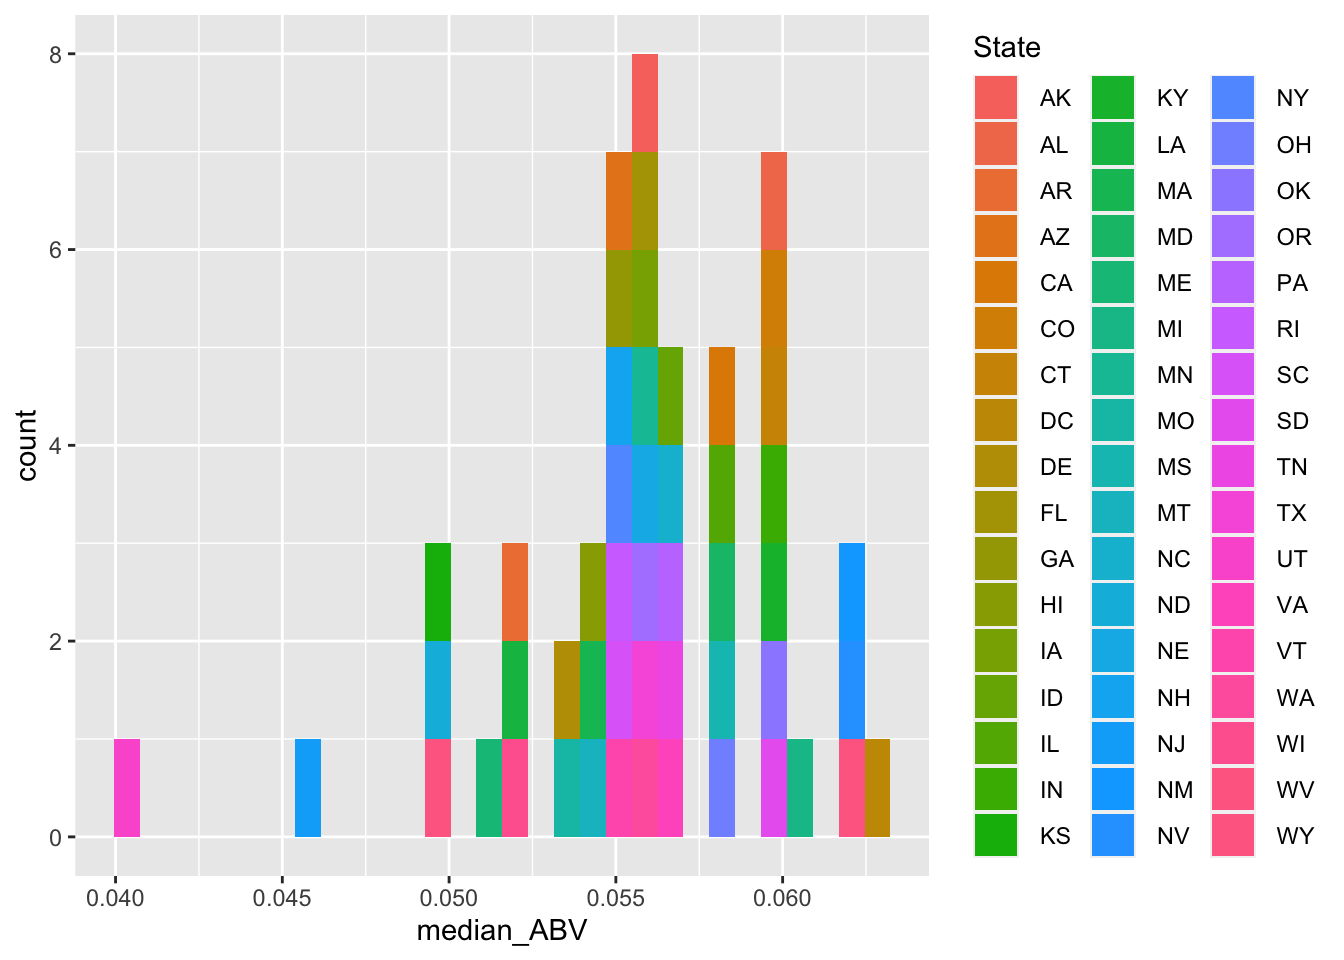 State
AK KY NY
AL LA OH
AR MA OK
AZ MD OR
CA ME PA
CO MI RI
CT MN SC
DC MO SD
DE MS TN
FL MT TX
GA NC UT
HI ND VA
IA NE VT
ID NH WA
IL NJ WI
IN NM WV
KS NV WY
8
6
4
2
0
count
0.040 0.045 0.050 0.055 0.060
median_ABV